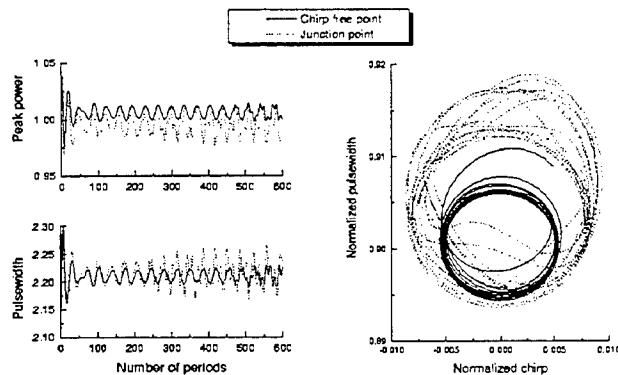 Chirp free point
Junction point
1.05
1.00
0.95
Peak power
0 100 200 300 400 500 600
2.30
2.25
2.20
2.15
2.10
Pulsewidth
0 100 200 300 400 500 600
Number of periods
0.92
0.91
0.90
0.89
Normalized pulsewidth
-0.010 -0.005 0.000 0.005 0.010
Normalized chirp